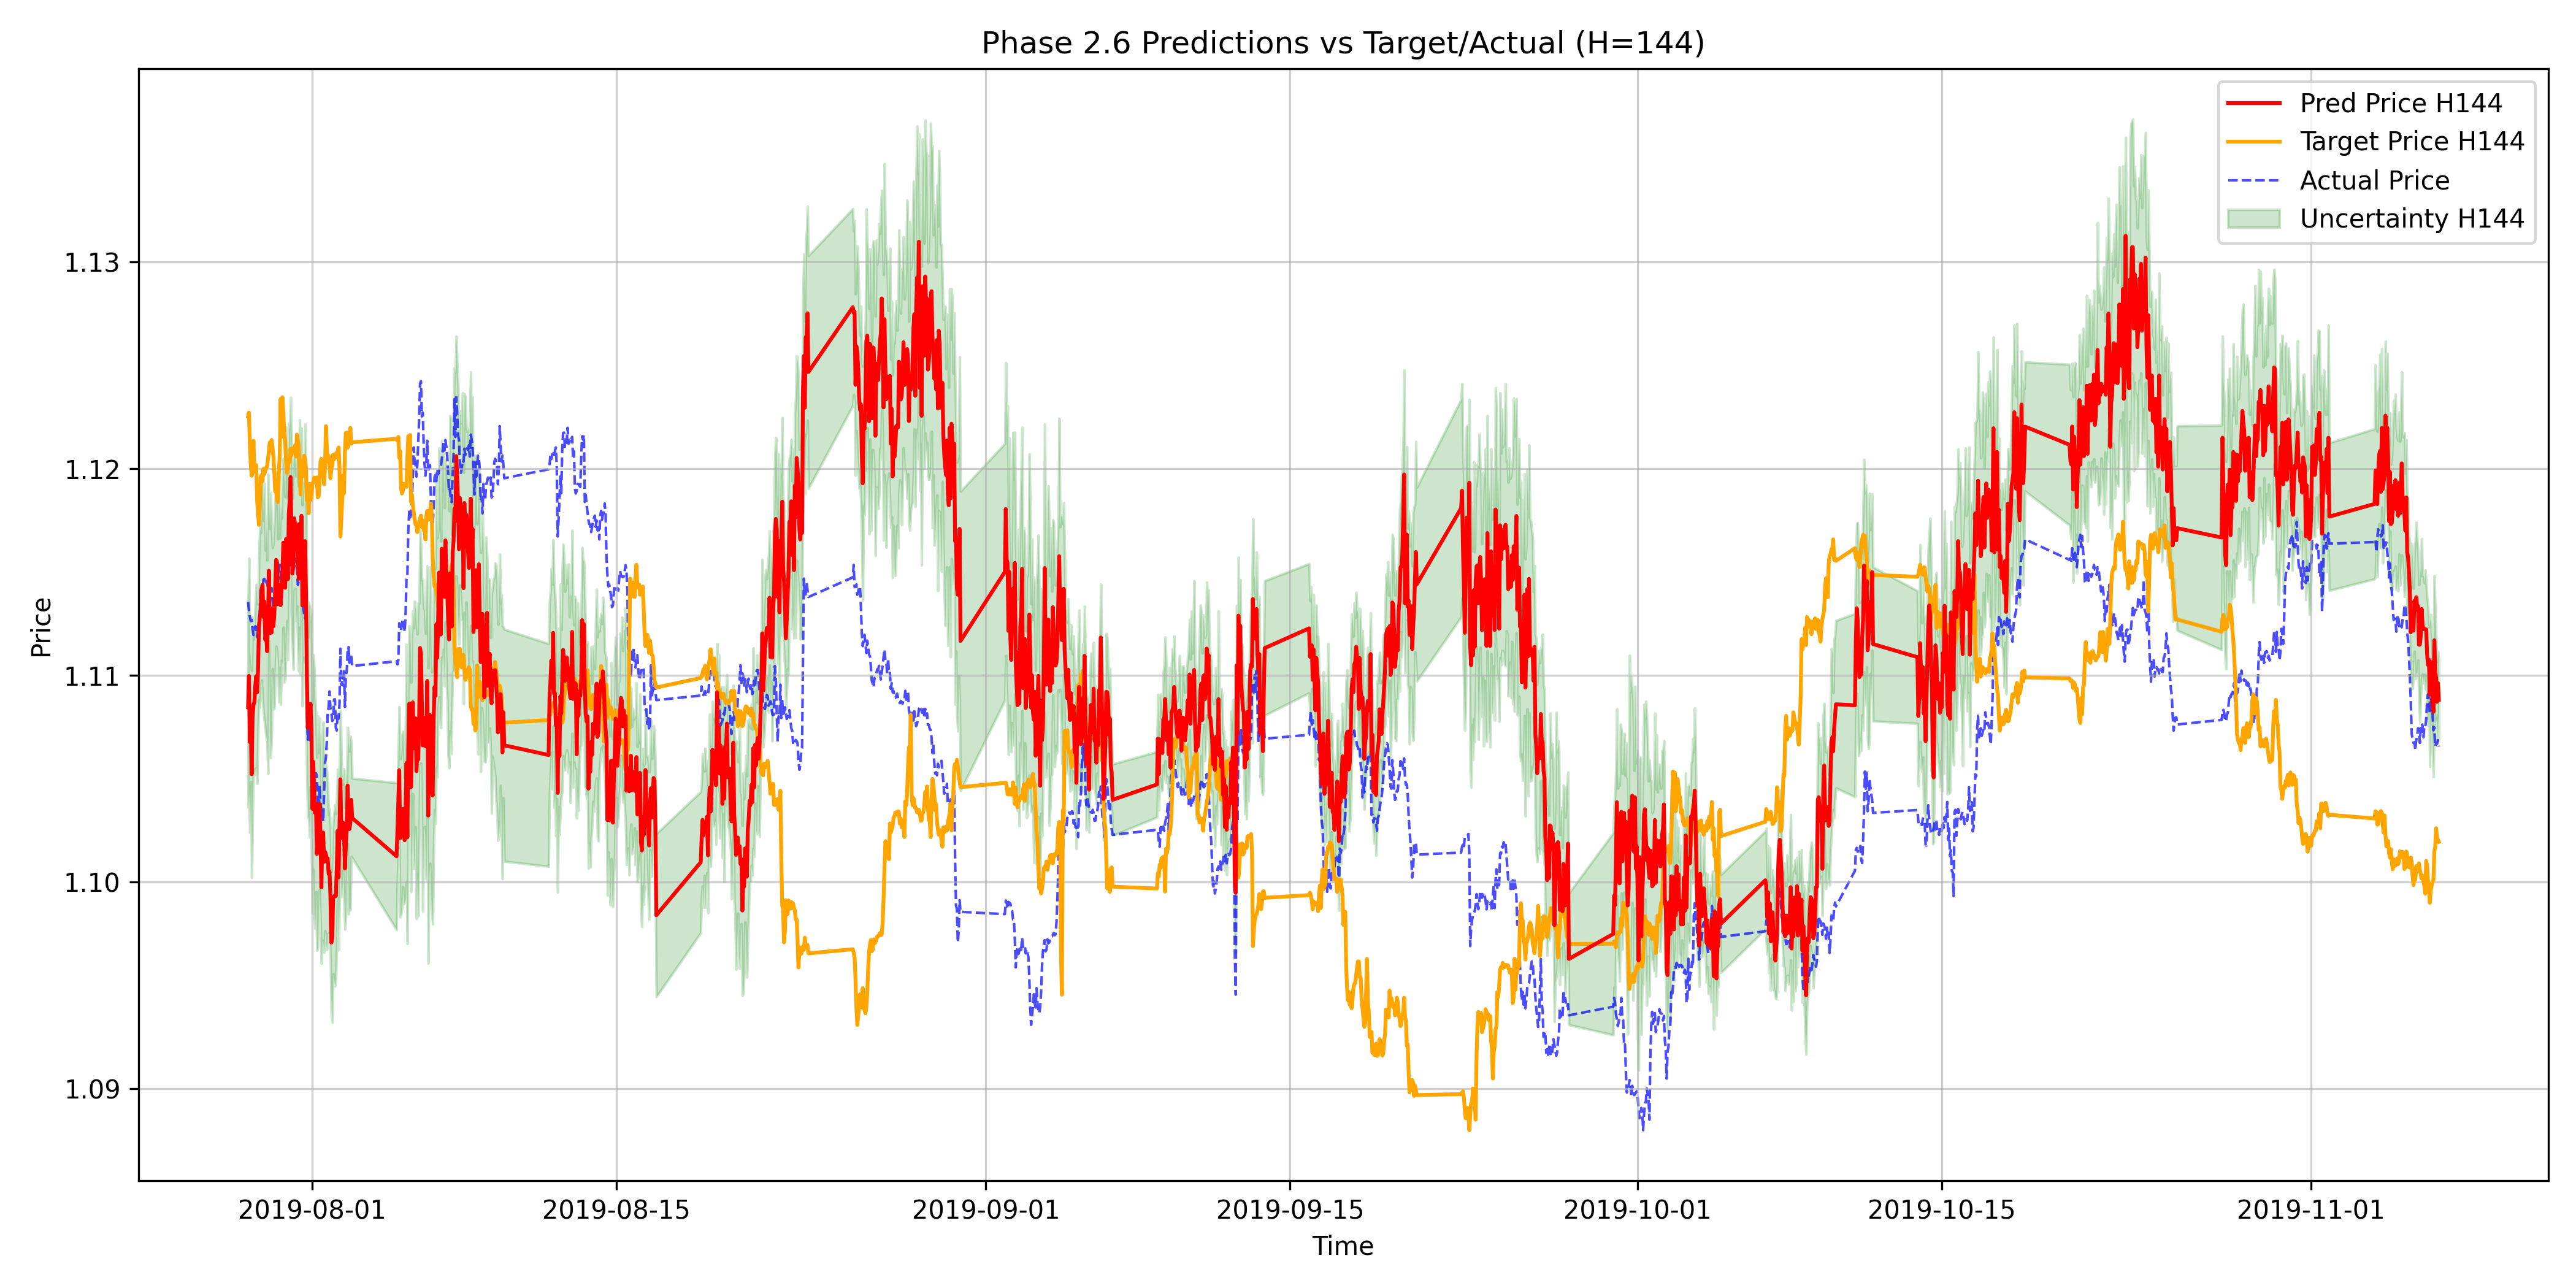 Phase 2.6 Predictions vs Target/Actual (H=144)
Pred Price H144
Target Price H144
Actual Price
Uncertainty H144
Price
1.13
1.12
1.11
1.10
1.09
2019-08-01
2019-08-15
2019-09-01
2019-09-15
2019-10-01
2019-10-15
2019-11-01
Time